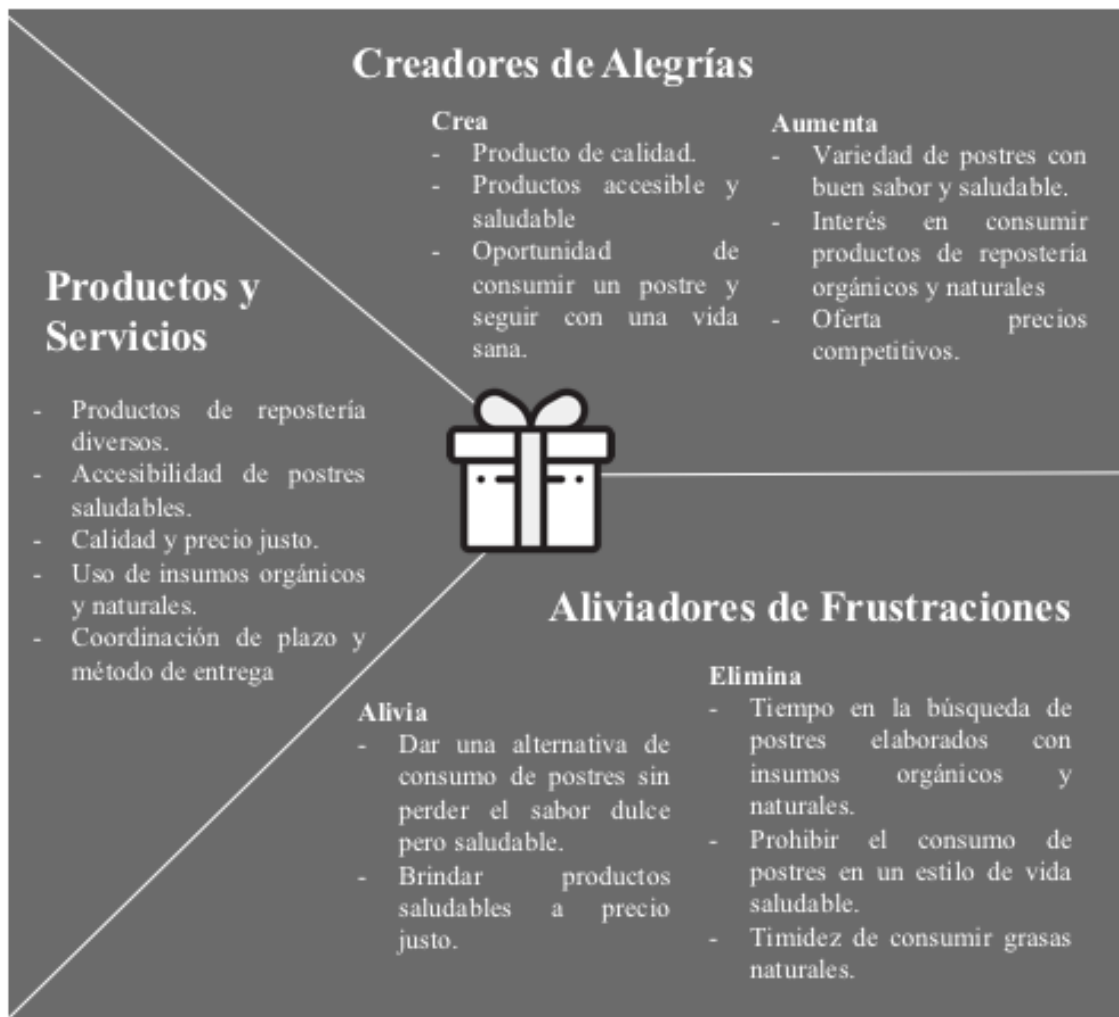 Creadores de Alegrías
Crea
- Producto de calidad.
- Productos accesible y
saludable
- Oportunidad de
consumir un postre y
seguir con una vida
sana.
Aumenta
- Variedad de postres con
buen sabor y saludable.
- Interés en consumir
productos de repostería
orgánicos y naturales
- Oferta precios
competitivos.
Productos y
Servicios
- Productos de repostería
diversos.
- Accesibilidad de postres
saludables.
- Calidad y precio justo.
- Uso de insumos orgánicos
y naturales.
- Coordinación de plazo y
método de entrega
Aliviadores de Frustraciones
Alivia
- Dar una alternativa de
consumo de postres sin
perder el sabor dulce
pero saludable.
- Brindar productos
saludables a precio
justo.
Elimina
- Tiempo en la búsqueda de
postres elaborados con
insumos orgánicos y
naturales.
- Prohibir el consumo de
postres en un estilo de vida
saludable.
- Timidez de consumir grasas
naturales.